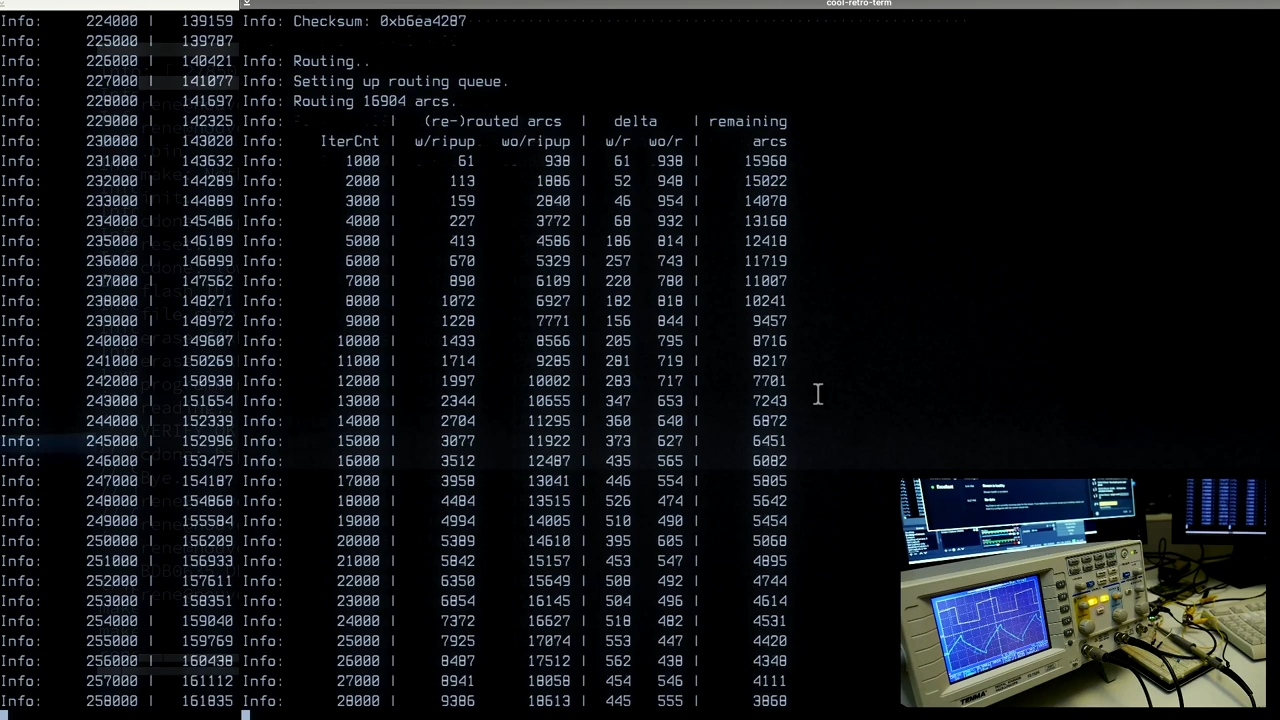 cool-retro-term
Info: 224000 | 139159
Info: 225000 | 139787
Info: 226000 | 140421
Info: 227000 | 141077
Info: 228000 | 141697
Info: 229000 | 142325
Info: 230000 | 143020
Info: 231000 | 143632
Info: 232000 | 144289
Info: 233000 | 144889
Info: 234000 | 145486
Info: 235000 | 146189
Info: 236000 | 146899
Info: 237000 | 147562
Info: 238000 | 148271
Info: 239000 | 148972
Info: 240000 | 149607
Info: 241000 | 150269
Info: 242000 | 150938
Info: 243000 | 151654
Info: 244000 | 152339
Info: 245000 | 152996
Info: 246000 | 153475
Info: 247000 | 154187
Info: 248000 | 154868
Info: 249000 | 155584
Info: 250000 | 156209
Info: 251000 | 156935
Info: 252000 | 157611
Info: 253000 | 158351
Info: 254000 | 159040
Info: 255000 | 159769
Info: 256000 | 160438
Info: 257000 | 161112
Info: 258000 | 161835
Info: Checksum: 0xb6ea4287
Info: Routing..
Info: Setting up routing queue.
Info: Routing 16904 arcs.
Info: | (re-)routed arcs | delta | remaining
Info: IterCnt | w/ripup wo/ripup | w/r wo/r | arcs
Info: 1000 | 61 938 | 61 938 | 15968
Info: 2000 | 113 1886 | 52 948 | 15022
Info: 3000 | 159 2840 | 46 954 | 14078
Info: 4000 | 227 3772 | 68 932 | 13168
Info: 5000 | 413 4586 | 186 814 | 12418
Info: 6000 | 670 5329 | 257 743 | 11719
Info: 7000 | 890 6109 | 220 780 | 11007
Info: 8000 | 1072 6927 | 182 818 | 10241
Info: 9000 | 1228 7771 | 156 844 | 9457
Info: 10000 | 1433 8566 | 205 795 | 8716
Info: 11000 | 1714 9285 | 281 719 | 8217
Info: 12000 | 1997 10002 | 283 717 | 7701
Info: 13000 | 2344 10655 | 347 653 | 7243
Info: 14000 | 2704 11295 | 360 640 | 6872
Info: 15000 | 3077 11922 | 373 627 | 6451
Info: 16000 | 3512 12487 | 435 565 | 6082
Info: 17000 | 3958 13041 | 446 554 | 5805
Info: 18000 | 4484 13515 | 526 474 | 5642
Info: 19000 | 4994 14005 | 510 490 | 5454
Info: 20000 | 5389 14610 | 395 605 | 5068
Info: 21000 | 5842 15157 | 453 547 | 4895
Info: 22000 | 6350 15649 | 508 492 | 4744
Info: 23000 | 6854 16145 | 504 496 | 4614
Info: 24000 | 7372 16627 | 518 482 | 4531
Info: 25000 | 7925 17074 | 553 447 | 4420
Info: 26000 | 8487 17512 | 562 438 | 4348
Info: 27000 | 8941 18058 | 454 546 | 4111
Info: 28000 | 9386 18613 | 445 555 | 3868
TENMA